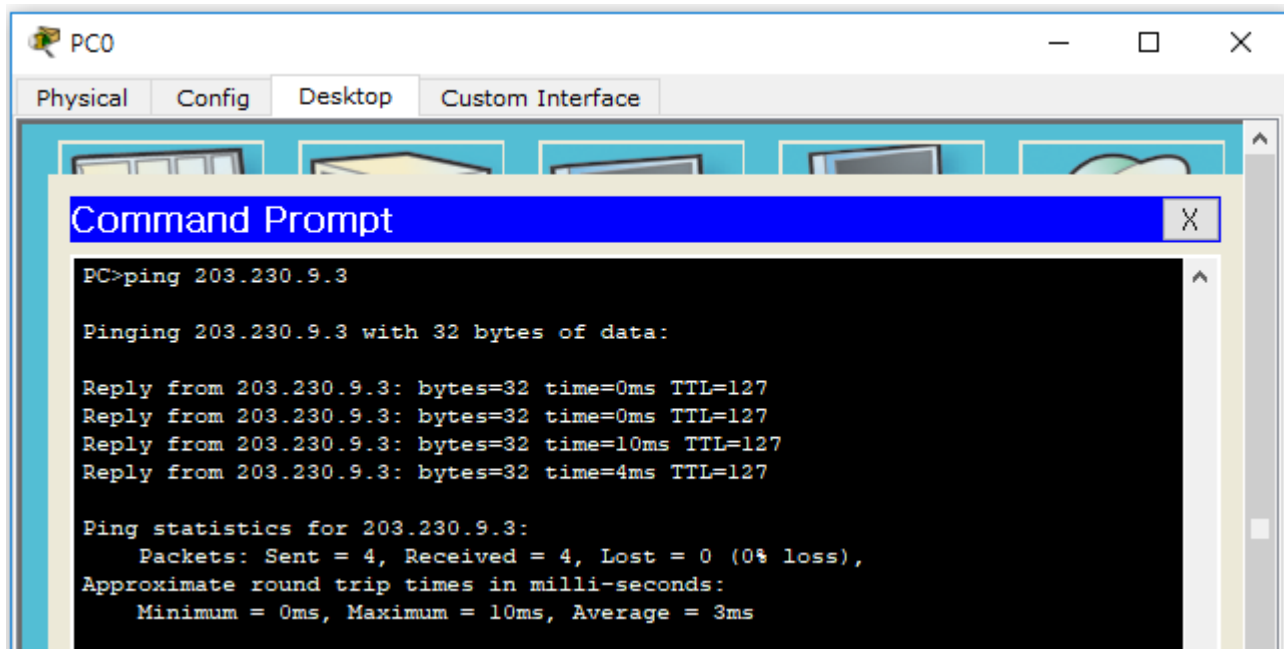 PC0
Physical Config Desktop Custom Interface
Command Prompt X
PC>ping 203.230.9.3
Pinging 203.230.9.3 with 32 bytes of data:
Reply from 203.230.9.3: bytes=32 time=0ms TTL=127
Reply from 203.230.9.3: bytes=32 time=0ms TTL=127
Reply from 203.230.9.3: bytes=32 time=10ms TTL=127
Reply from 203.230.9.3: bytes=32 time=4ms TTL=127
Ping statistics for 203.230.9.3:
Packets: Sent = 4, Received = 4, Lost = 0 (0% loss),
Approximate round trip times in milli-seconds:
Minimum = 0ms, Maximum = 10ms, Average = 3ms